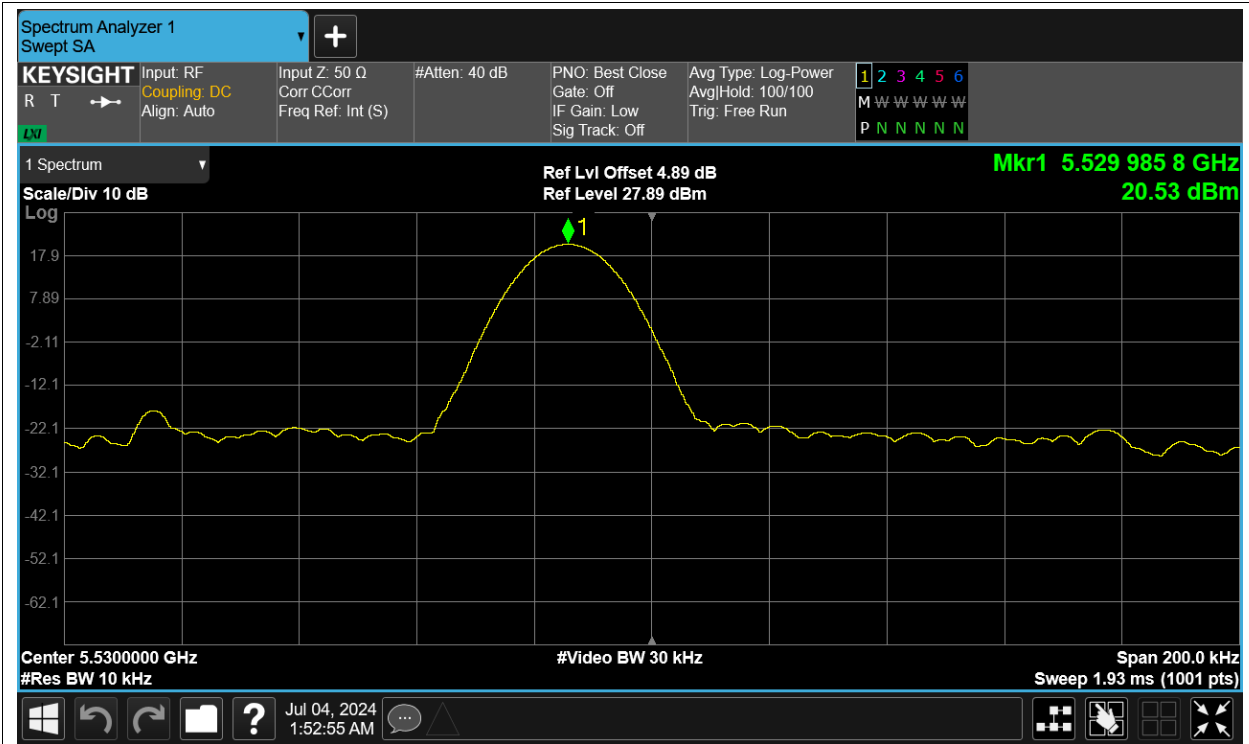 Spectrum Analyzer 1
Swept SA
KEYSIGHT
R T
LXI
Input: RF
Coupling: DC
Align: Auto
Input Z: 50 Ω
Corr CCorr
Freq Ref: Int (S)
#Atten: 40 dB
PNO: Best Close
Gate: Off
IF Gain: Low
Sig Track: Off
Avg Type: Log-Power
Avg|Hold: 100/100
Trig: Free Run
1 2 3 4 5 6
M W W W W W
P N N N N N
1 Spectrum
Scale/Div 10 dB
Ref Lvl Offset 4.89 dB
Ref Level 27.89 dBm
Mkr1 5.529 985 8 GHz
20.53 dBm
Log
1
17.9
7.89
-2.11
-12.1
-22.1
-32.1
-42.1
-52.1
-62.1
Center 5.5300000 GHz
#Video BW 30 kHz
Span 200.0 kHz
#Res BW 10 kHz
Sweep 1.93 ms (1001 pts)
?
Jul 04, 2024
1:52:55 AM